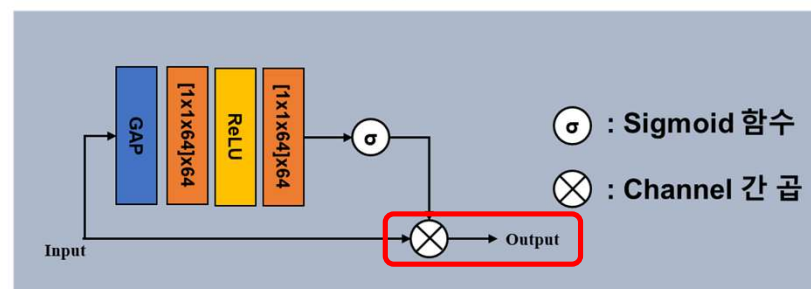 GAP
[1x1x64]x64
ReLU
[1x1x64]x64
σ
σ : Sigmoid 함수
: Channel 간 곱
Input
Output